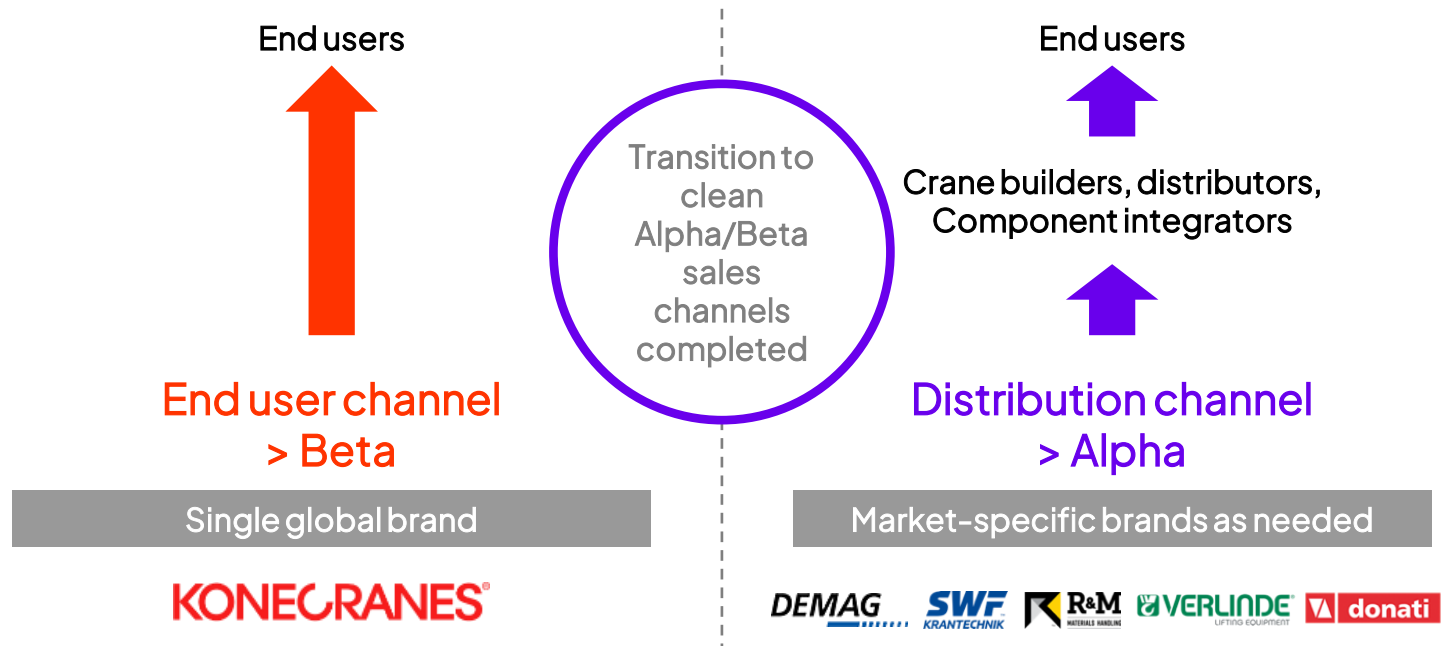 End users
End user channel
> Beta
Single global brand
KONECRANES®
Transition to
clean
Alpha/Beta
sales
channels
completed
End users
Crane builders, distributors,
Component integrators
Distribution channel
> Alpha
Market-specific brands as needed
DEMAG
SWF
KRANTECHNIK
R&M
MATERIALS HANDLING
VERLINDE
LIFTING EQUIPMENT
donati